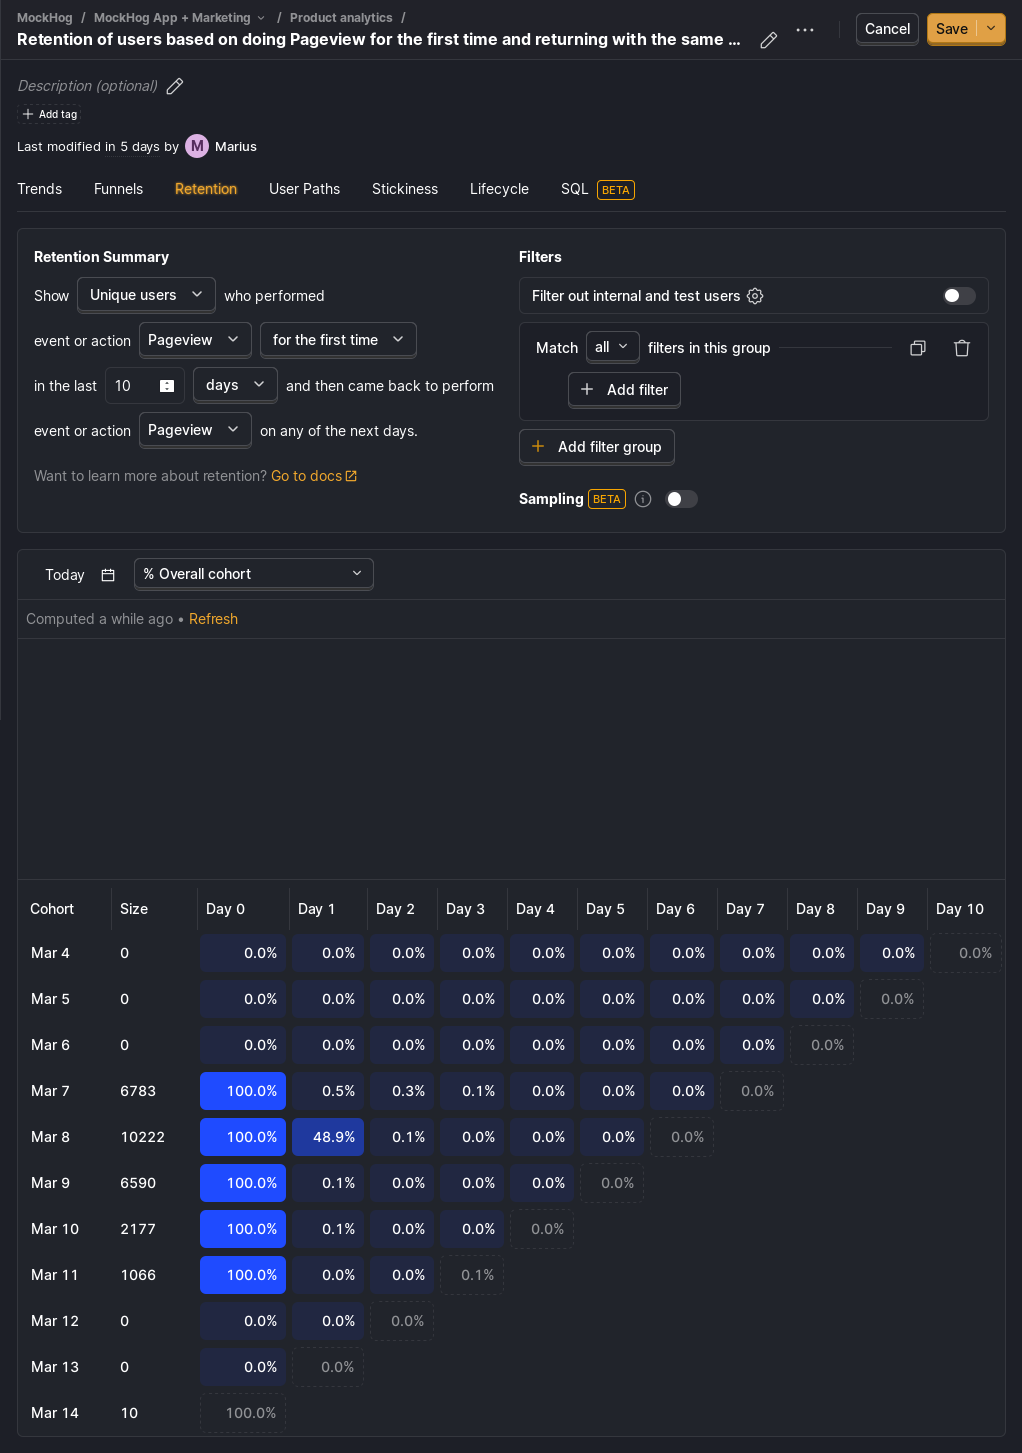 MockHog / MockHog App + Marketing / Product analytics /
Retention of users based on doing Pageview for the first time and returning with the same ...
Cancel
Save
Description (optional)
Add tag
Last modified in 5 days by M Marius
Trends Funnels Retention User Paths Stickiness Lifecycle SQL BETA
Retention Summary
Show Unique users who performed
event or action Pageview for the first time
in the last 10 days and then came back to perform
event or action Pageview on any of the next days.
Want to learn more about retention? Go to docs
Filters
Filter out internal and test users
Match all filters in this group
Add filter
Add filter group
Sampling BETA
Today % Overall cohort
Computed a while ago • Refresh
Cohort Size Day 0 Day 1 Day 2 Day 3 Day 4 Day 5 Day 6 Day 7 Day 8 Day 9 Day 10
Mar 4 0 0.0% 0.0% 0.0% 0.0% 0.0% 0.0% 0.0% 0.0% 0.0% 0.0% 0.0%
Mar 5 0 0.0% 0.0% 0.0% 0.0% 0.0% 0.0% 0.0% 0.0% 0.0% 0.0%
Mar 6 0 0.0% 0.0% 0.0% 0.0% 0.0% 0.0% 0.0% 0.0% 0.0%
Mar 7 6783 100.0% 0.5% 0.3% 0.1% 0.0% 0.0% 0.0% 0.0%
Mar 8 10222 100.0% 48.9% 0.1% 0.0% 0.0% 0.0% 0.0%
Mar 9 6590 100.0% 0.1% 0.0% 0.0% 0.0% 0.0%
Mar 10 2177 100.0% 0.1% 0.0% 0.0% 0.0%
Mar 11 1066 100.0% 0.0% 0.0% 0.1%
Mar 12 0 0.0% 0.0% 0.0%
Mar 13 0 0.0% 0.0%
Mar 14 10 100.0%